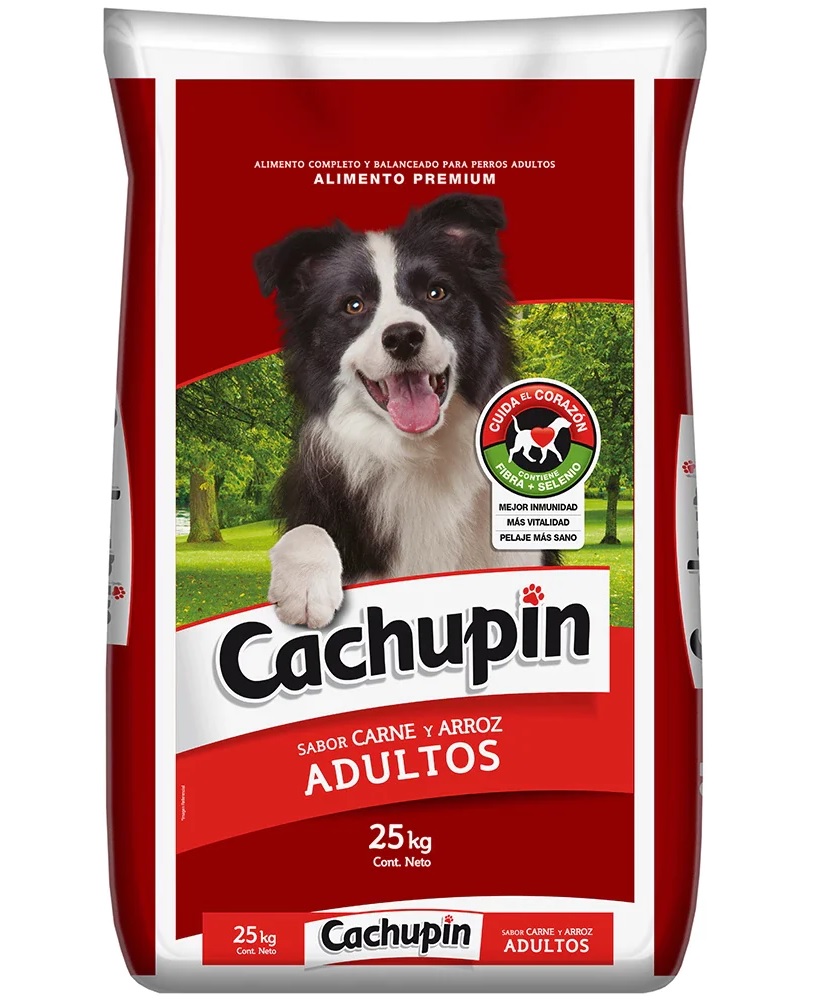 ALIMENTO COMPLETO Y BALANCEADO PARA PERROS ADULTOS
ALIMENTO PREMIUM
CUIDA EL CORAZÓN
CONTIENE
FIBRA + SELENIO
MEJOR INMUNIDAD
MÁS VITALIDAD
PELAJE MÁS SANO
Cachupin
SABOR CARNE Y ARROZ
ADULTOS
25kg
Cont. Neto
25kg
Cont. Neto
Cachupin
SABOR CARNE Y ARROZ
ADULTOS